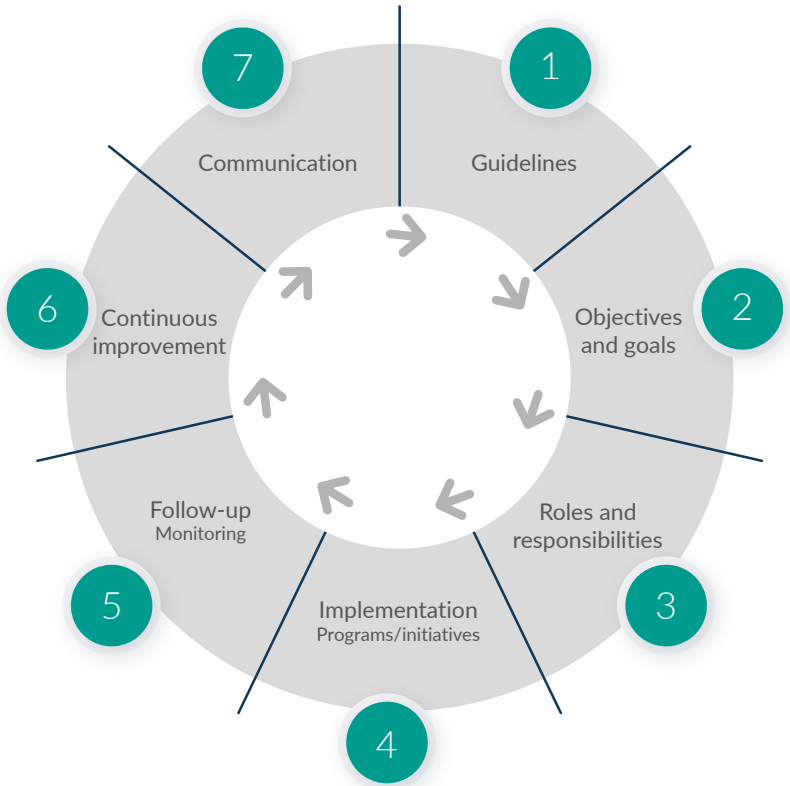 1
Guidelines
2
Objectives
and goals
3
Roles and
responsibilities
4
Implementation
Programs/initiatives
5
Follow-up
Monitoring
6
Continuous
improvement
7
Communication